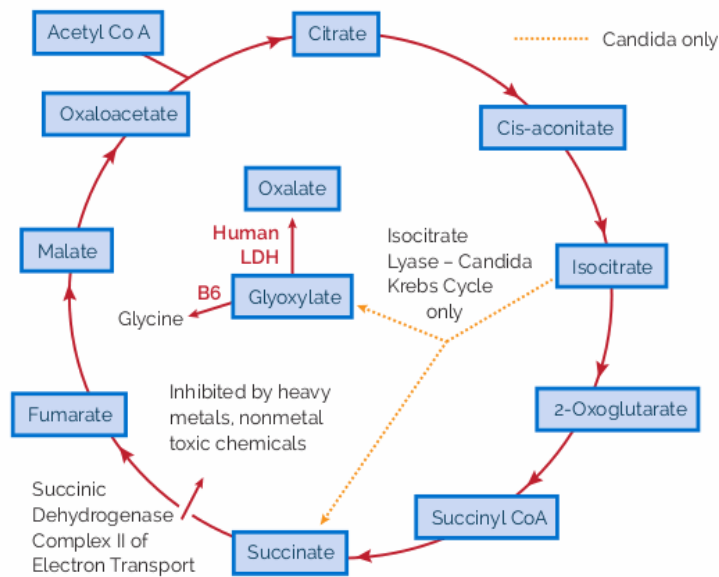 Acetyl Co A
Citrate
Candida only
Oxaloacetate
Cis-aconitate
Oxalate
Human
LDH
Isocitrate
Lyase – Candida
Krebs Cycle
only
Malate
Isocitrate
B6
Glyoxylate
Glycine
Inhibited by heavy
metals, nonmetal
toxic chemicals
Fumarate
2-Oxoglutarate
Succinic
Dehydrogenase
Complex II of
Electron Transport
Succinyl CoA
Succinate